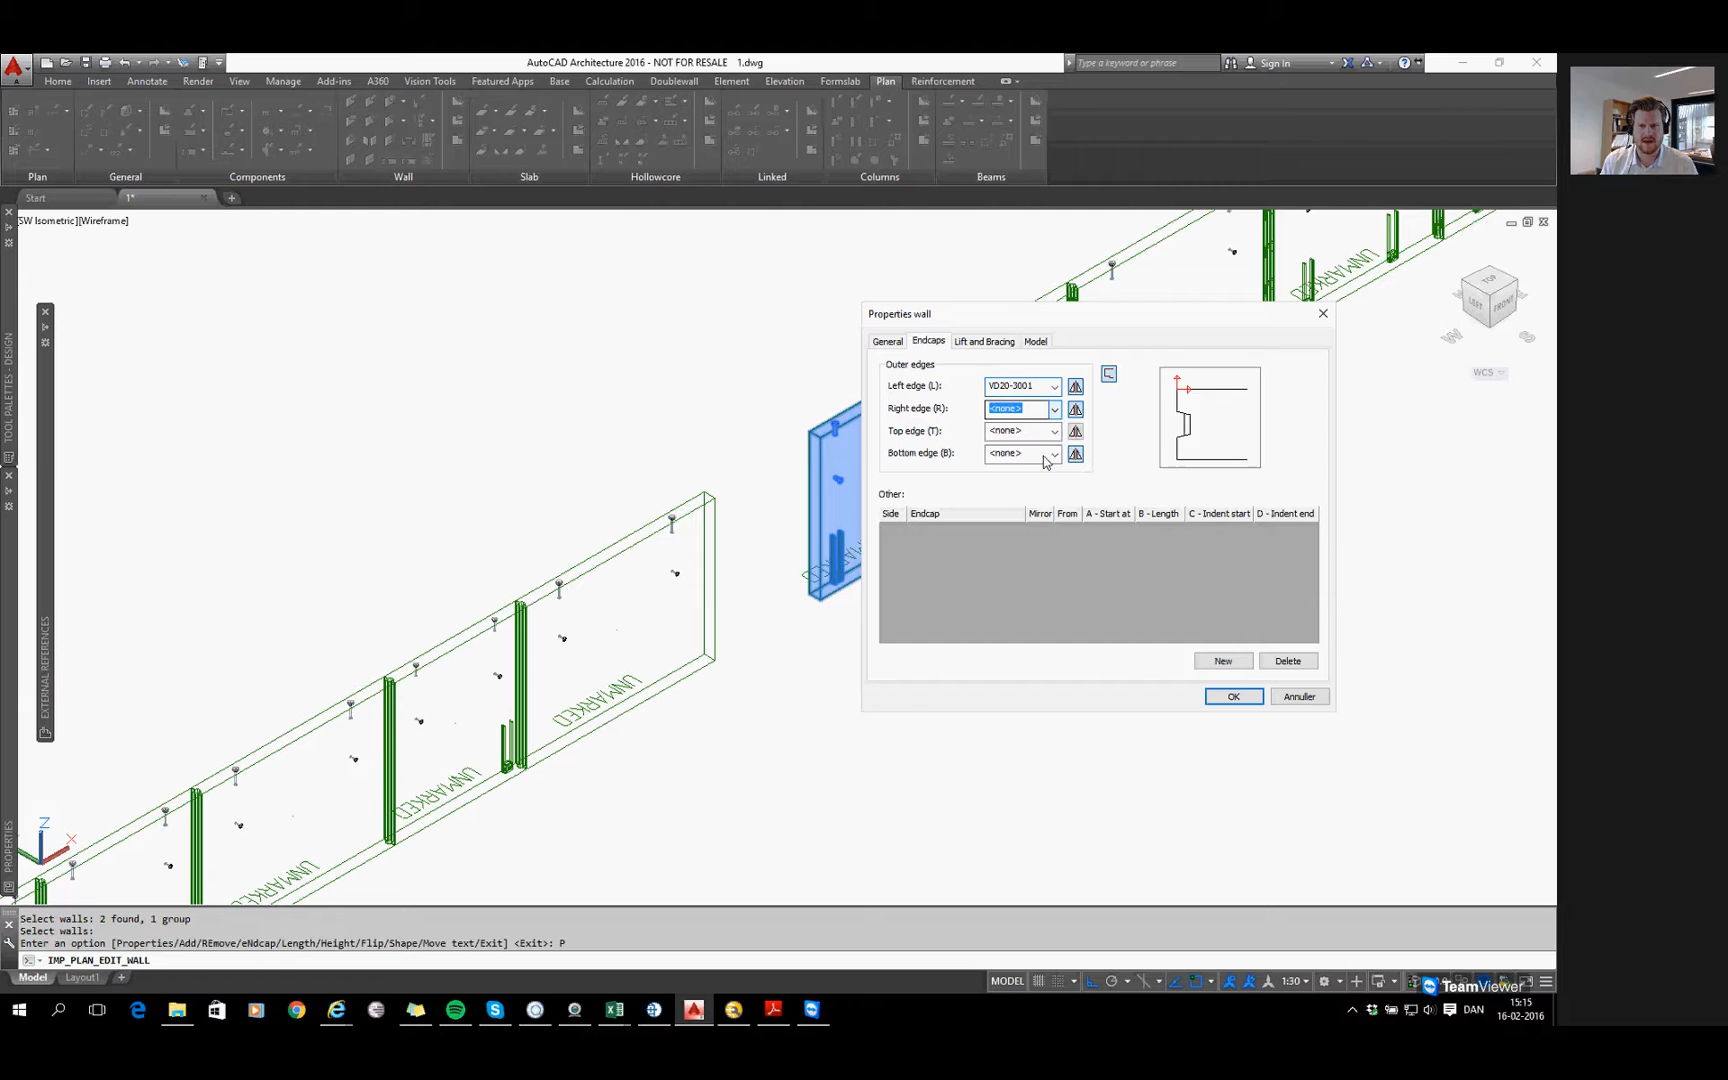 AutoCAD Architecture 2016 - NOT FOR RESALE 1.dwg
Type a keyword or phrase
Sign In
Home Insert Annotate Render View Manage Add-ins A360 Vision Tools Featured Apps Base Calculation Doublewall Element Elevation Formslab Plan Reinforcement
Plan General Components Wall Slab Hollowcore Linked Columns Beams
Start 1*
SW Isometric][Wireframe]
TOP
LEFT FRONT
W S
WCS
TOOL PALETTES - DESIGN
EXTERNAL REFERENCES
PROPERTIES
UNMARKED
UNMARKED
UNMARKED
UNMARKED
Z
X
Properties wall
General Endcaps Lift and Bracing Model
Outer edges
Left edge (L): VD20-3001
Right edge (R): <none>
Top edge (T): <none>
Bottom edge (B): <none>
Other:
Side Endcap Mirror From A - Start at B - Length C - Indent start D - Indent end
New Delete
OK Annuller
Select walls: 2 found, 1 group
Select walls:
Enter an option [Properties/Add/REmove/eNdcap/Length/Height/Flip/Shape/Move text/Exit] <Exit>: P
IMP_PLAN_EDIT_WALL
Model Layout1
MODEL 1:30
TeamViewer
DAN
15:15
16-02-2016